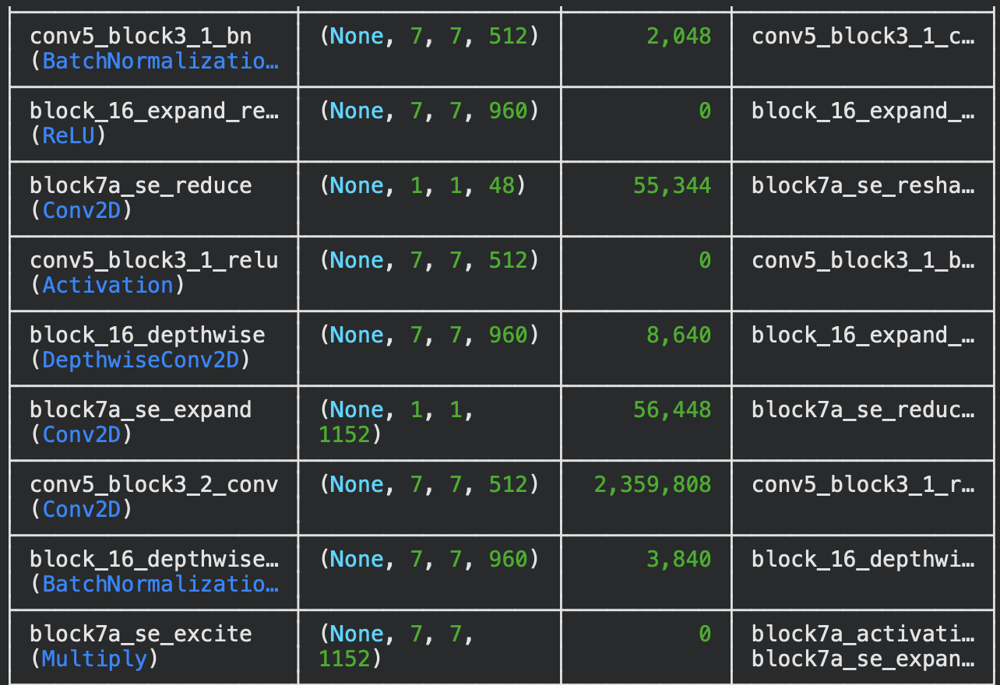 conv5_block3_1_bn (None, 7, 7, 512) 2,048 conv5_block3_1_c…
(BatchNormalizatio…
block_16_expand_re… (None, 7, 7, 960) 0 block_16_expand_…
(ReLU)
block7a_se_reduce (None, 1, 1, 48) 55,344 block7a_se_resha…
(Conv2D)
conv5_block3_1_relu (None, 7, 7, 512) 0 conv5_block3_1_b…
(Activation)
block_16_depthwise (None, 7, 7, 960) 8,640 block_16_expand_…
(DepthwiseConv2D)
block7a_se_expand (None, 1, 1, 56,448 block7a_se_reduc…
(Conv2D) 1152)
conv5_block3_2_conv (None, 7, 7, 512) 2,359,808 conv5_block3_1_r…
(Conv2D)
block_16_depthwise… (None, 7, 7, 960) 3,840 block_16_depthwi…
(BatchNormalizatio…
block7a_se_excite (None, 7, 7, 0 block7a_activati…
(Multiply) 1152) block7a_se_expan…